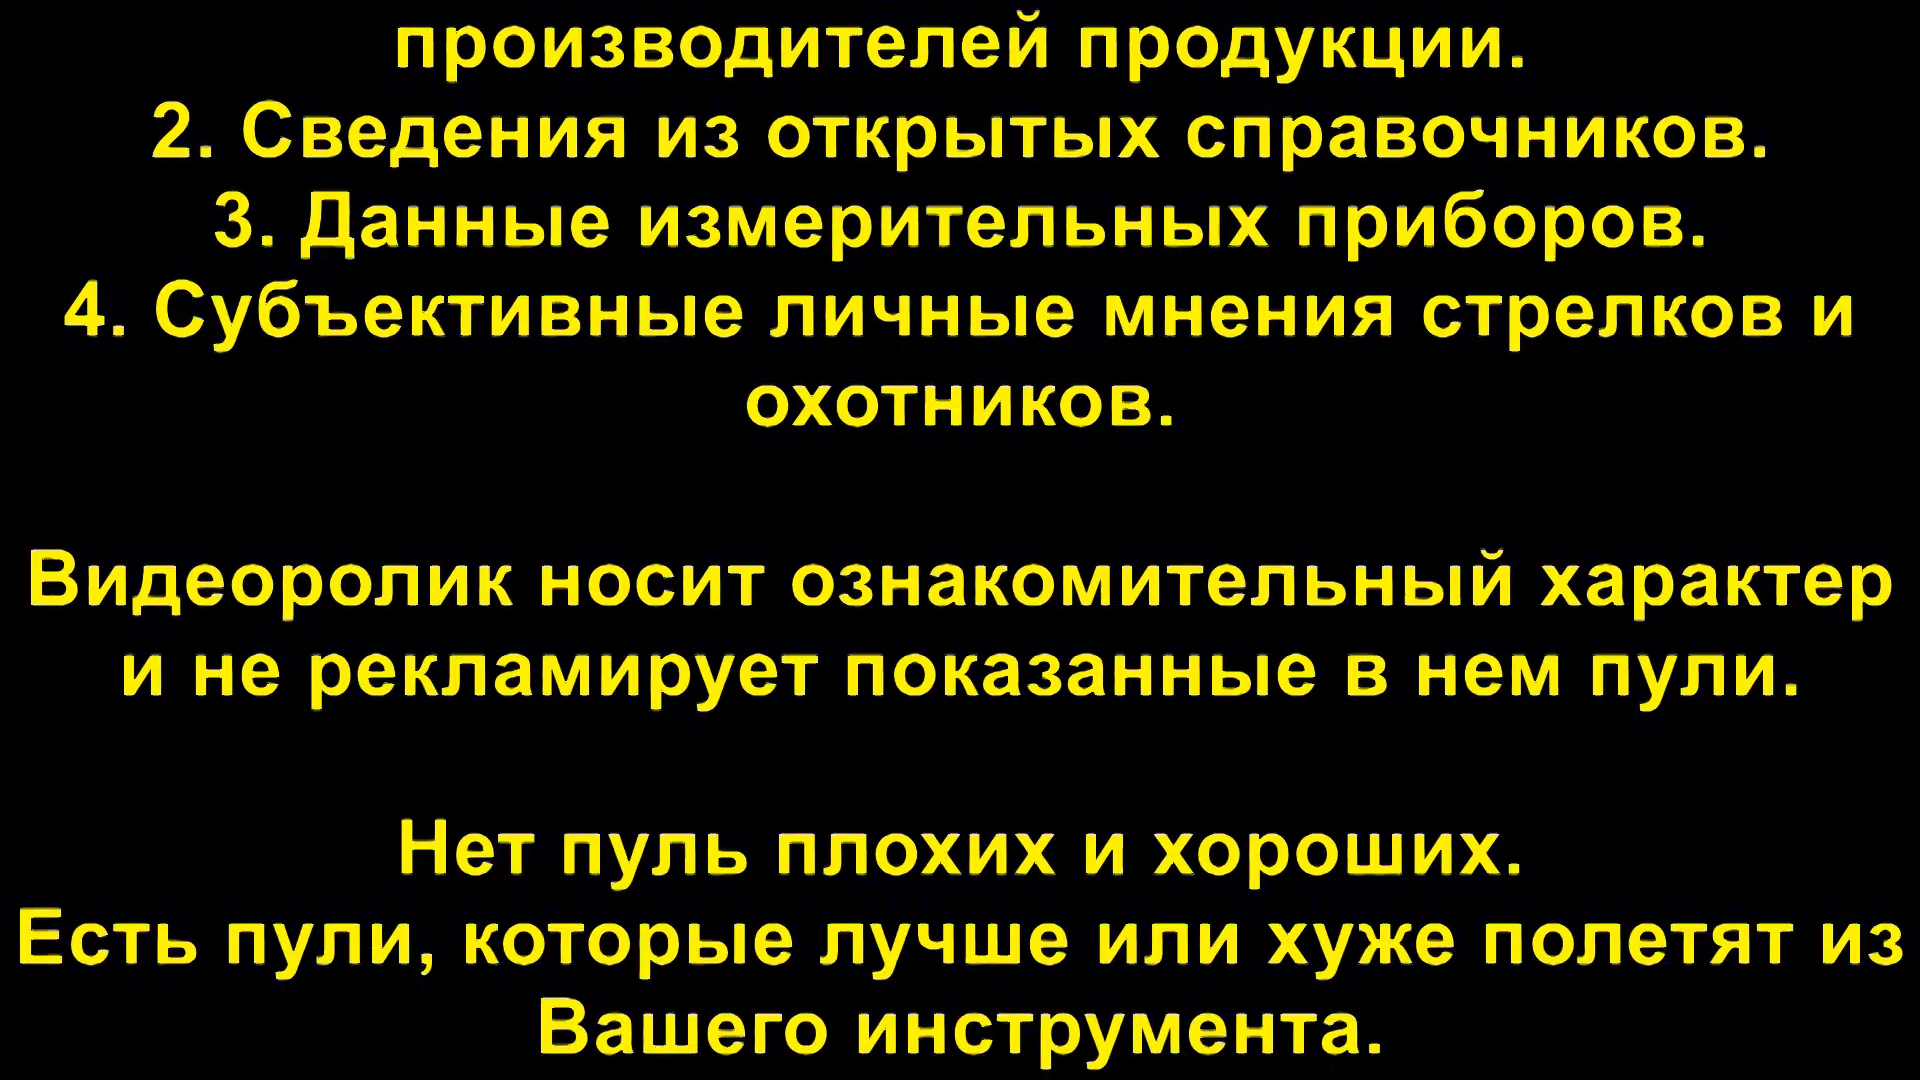 производителей продукции.
2. Сведения из открытых справочников.
3. Данные измерительных приборов.
4. Субъективные личные мнения стрелков и
охотников.
Видеоролик носит ознакомительный характер
и не рекламирует показанные в нем пули.
Нет пуль плохих и хороших.
Есть пули, которые лучше или хуже полетят из
Вашего инструмента.